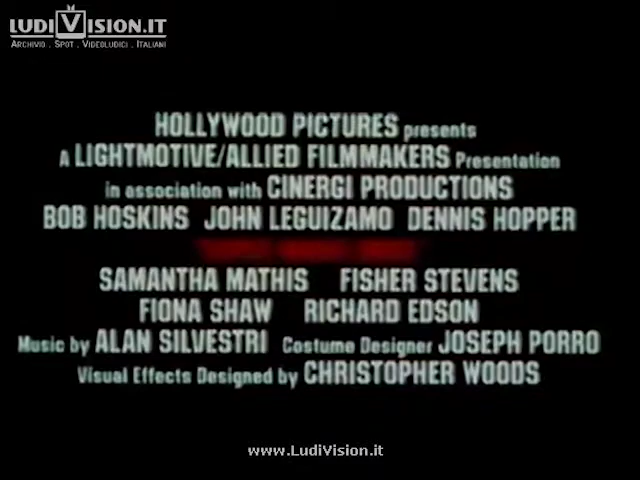 LUDIVISION.IT
ARCHIVIO . SPOT . VIDEOLUDICI . ITALIANI
HOLLYWOOD PICTURES presents
A LIGHTMOTIVE/ALLIED FILMMAKERS Presentation
in association with CINERGI PRODUCTIONS
BOB HOSKINS JOHN LEGUIZAMO DENNIS HOPPER
SAMANTHA MATHIS FISHER STEVENS
FIONA SHAW RICHARD EDSON
Music by ALAN SILVESTRI Costume Designer JOSEPH PORRO
Visual Effects Designed by CHRISTOPHER WOODS
www.LudiVision.it